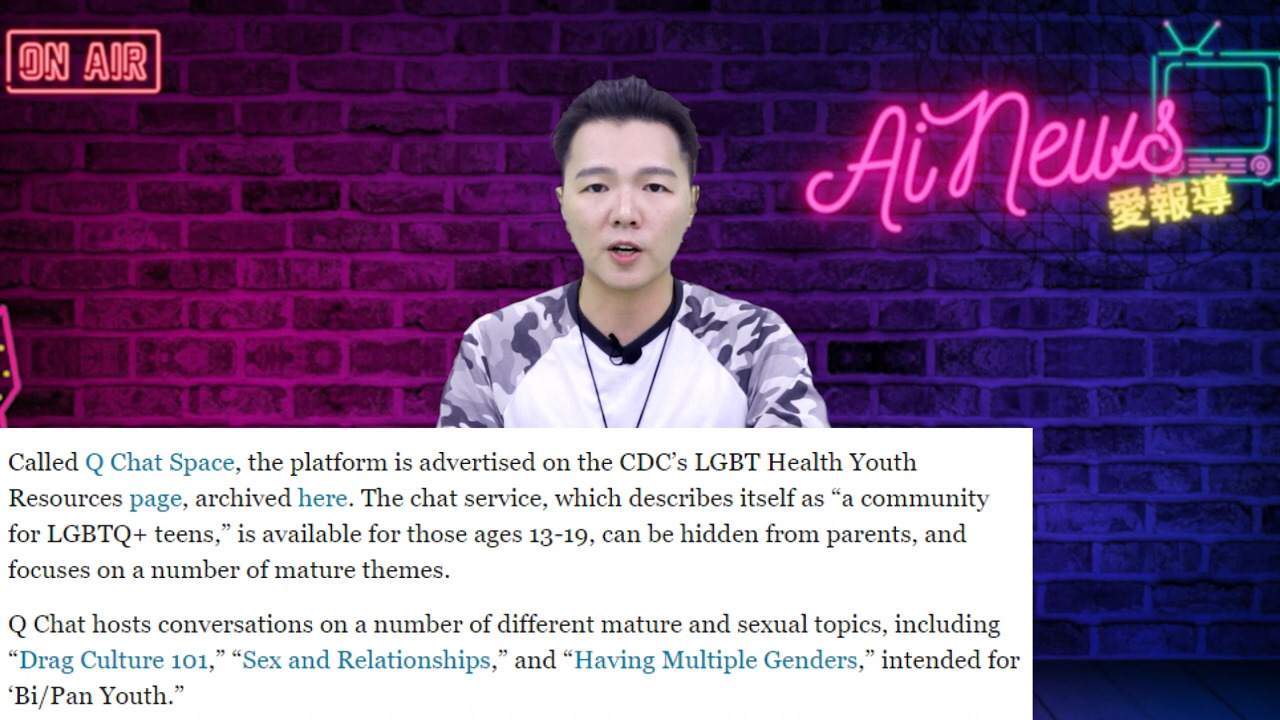 ON AIR
Ai News
愛報導
Called Q Chat Space, the platform is advertised on the CDC’s LGBT Health Youth
Resources page, archived here. The chat service, which describes itself as “a community
for LGBTQ+ teens,” is available for those ages 13-19, can be hidden from parents, and
focuses on a number of mature themes.
Q Chat hosts conversations on a number of different mature and sexual topics, including
“Drag Culture 101,” “Sex and Relationships,” and “Having Multiple Genders,” intended for
‘Bi/Pan Youth.”